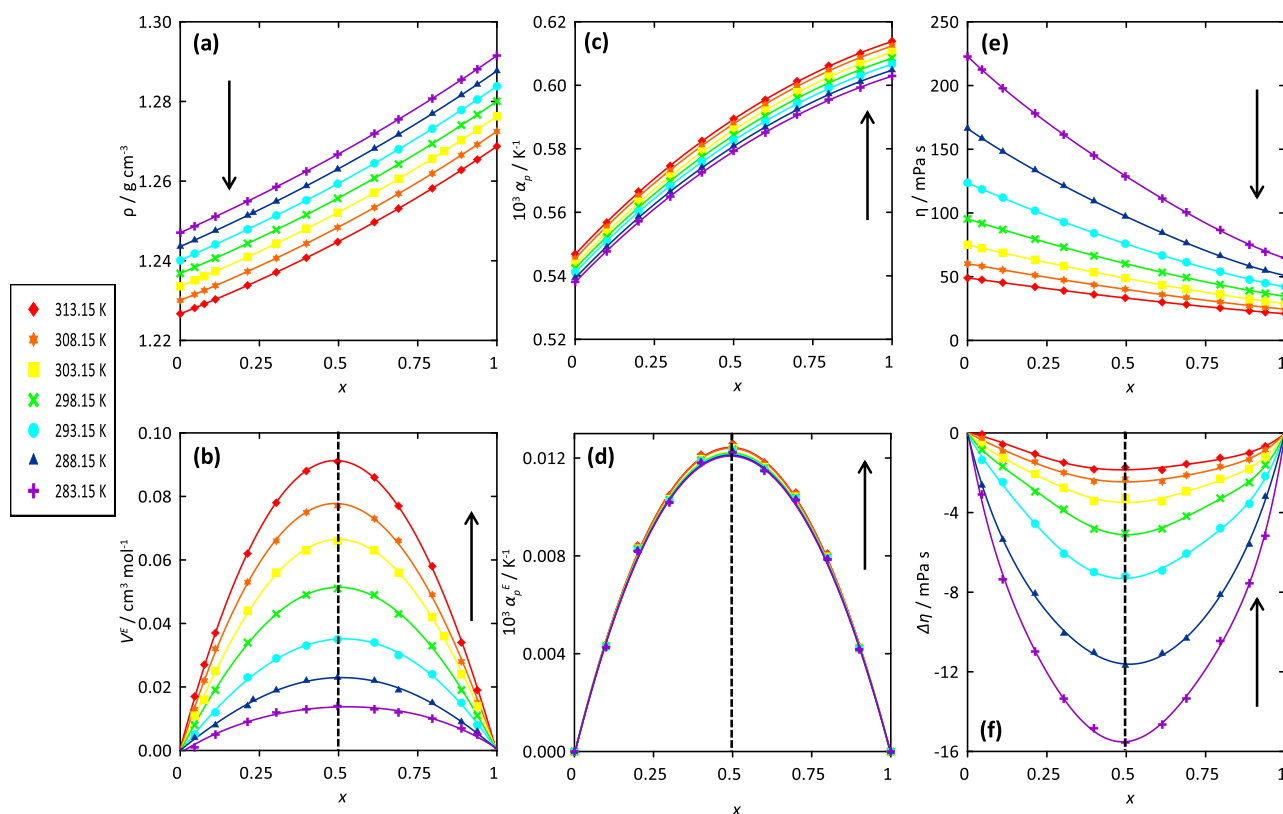 (a)
1.30
1.28
1.26
1.24
1.22
ρ / g cm⁻³
0 0.25 0.5 0.75 1
x
(c)
0.62
0.60
0.58
0.56
0.54
0.52
10³ αₚ / K⁻¹
0 0.25 0.5 0.75 1
x
(e)
250
200
150
100
50
0
η / mPa s
0 0.25 0.5 0.75 1
x
313.15 K
308.15 K
303.15 K
298.15 K
293.15 K
288.15 K
283.15 K
(b)
0.10
0.08
0.06
0.04
0.02
0.00
Vᴱ / cm³ mol⁻¹
0 0.25 0.5 0.75 1
x
(d)
0.012
0.008
0.004
0.000
10³ αₚᴱ / K⁻¹
0 0.25 0.5 0.75 1
x
(f)
0
-4
-8
-12
-16
Δη / mPa s
0 0.25 0.5 0.75 1
x